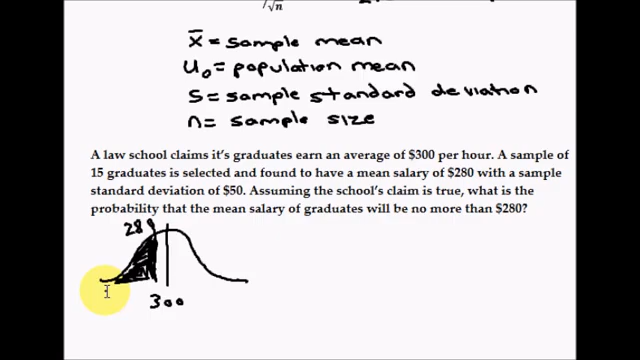 /√n
x̄ = sample mean
u₀ = population mean
s = sample standard deviation
n = sample size
A law school claims it's graduates earn an average of $300 per hour. A sample of
15 graduates is selected and found to have a mean salary of $280 with a sample
standard deviation of $50. Assuming the school's claim is true, what is the
probability that the mean salary of graduates will be no more than $280?
280
300